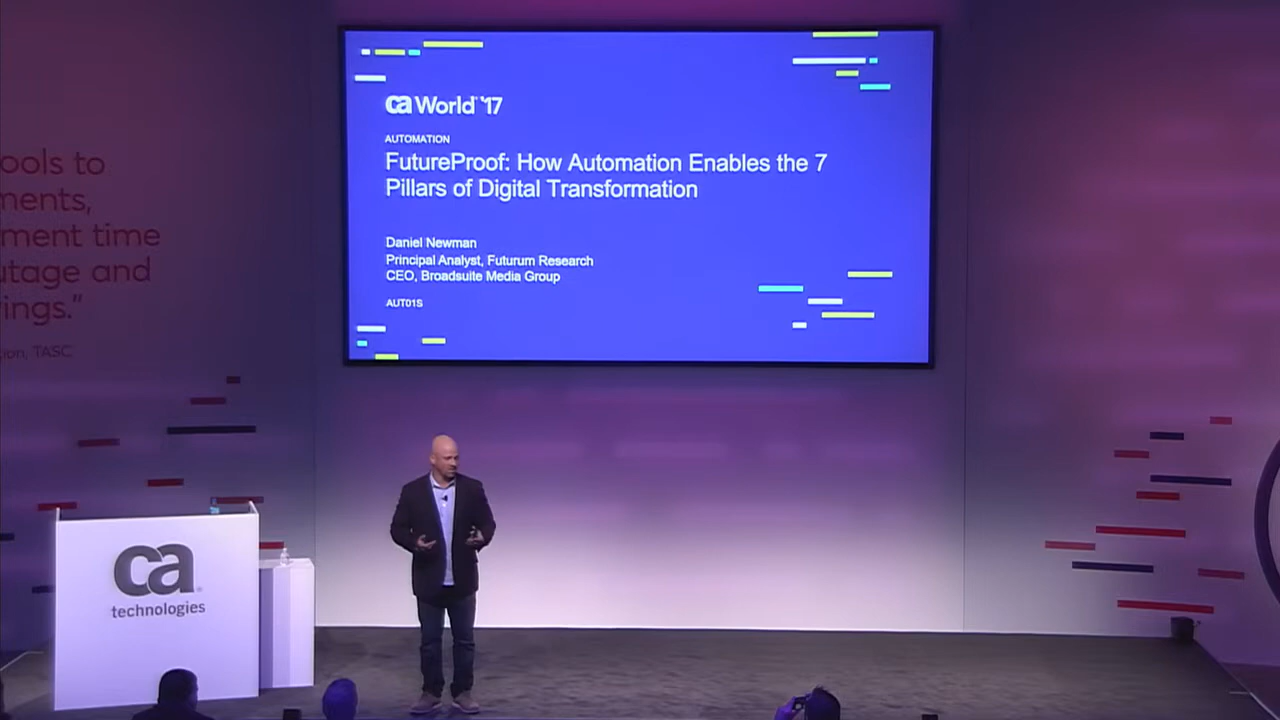 ools to
ments,
ment time
utage and
ings.”
ion, TASC
ca World ’17
AUTOMATION
FutureProof: How Automation Enables the 7
Pillars of Digital Transformation
Daniel Newman
Principal Analyst, Futurum Research
CEO, Broadsuite Media Group
AUT01S
ca
technologies